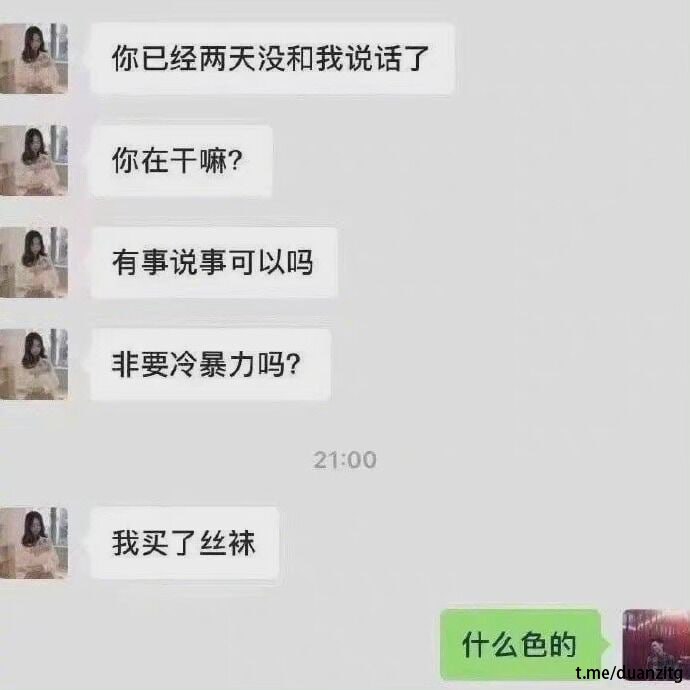 你已经两天没和我说话了
你在干嘛?
有事说事可以吗
非要冷暴力吗?
21:00
我买了丝袜
什么色的
t.me/duanzitg